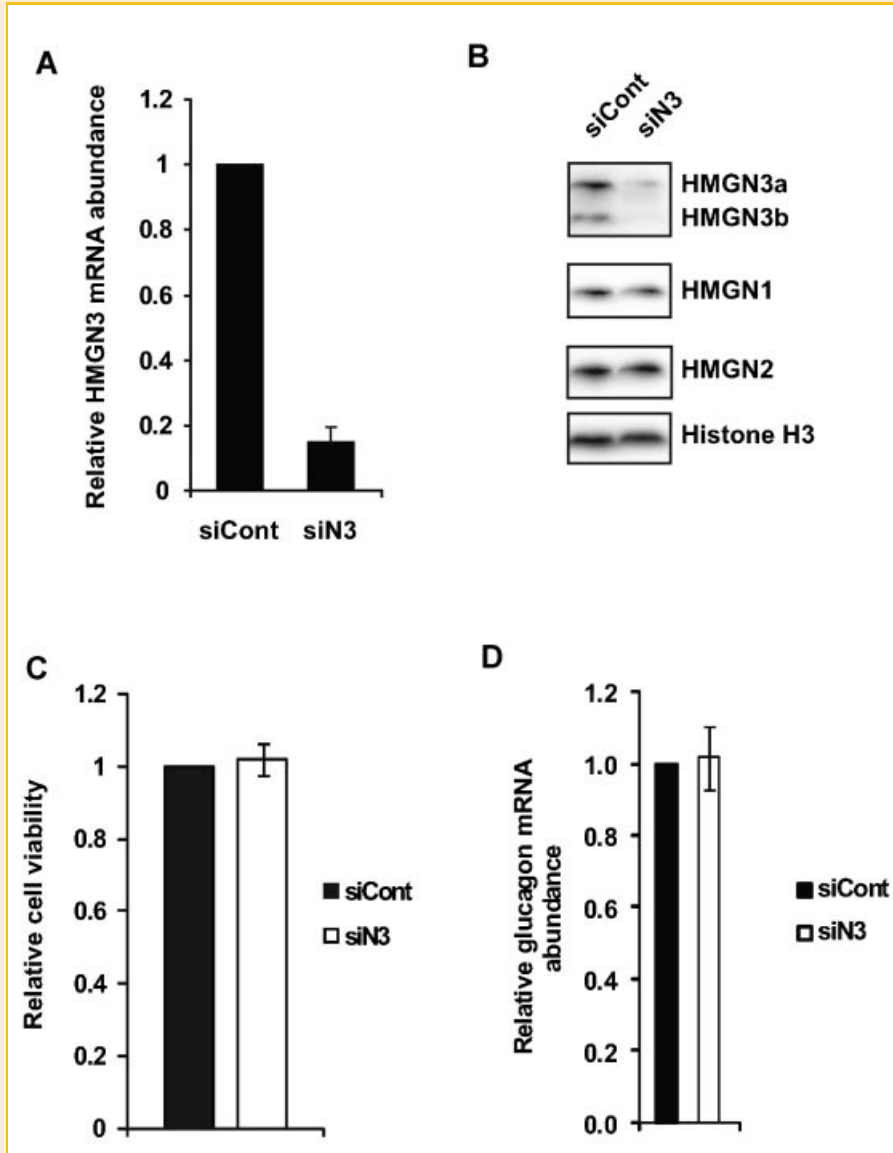 A
Relative HMGN3 mRNA abundance
1.2
1
0.8
0.6
0.4
0.2
0
siCont
siN3
B
siCont
siN3
HMGN3a
HMGN3b
HMGN1
HMGN2
Histone H3
C
Relative cell viability
1.2
1
0.8
0.6
0.4
0.2
0
siCont
siN3
D
Relative glucagon mRNA
abundance
1.2
1.0
0.8
0.6
0.4
0.2
0.0
siCont
siN3